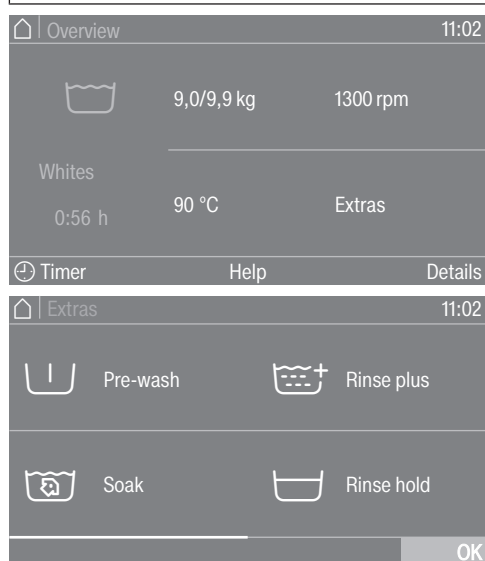 Overview 11:02
9,0/9,9 kg 1300 rpm
Whites
0:56 h
90 °C Extras
Timer Help Details
Extras 11:02
Pre-wash Rinse plus
Soak Rinse hold
OK